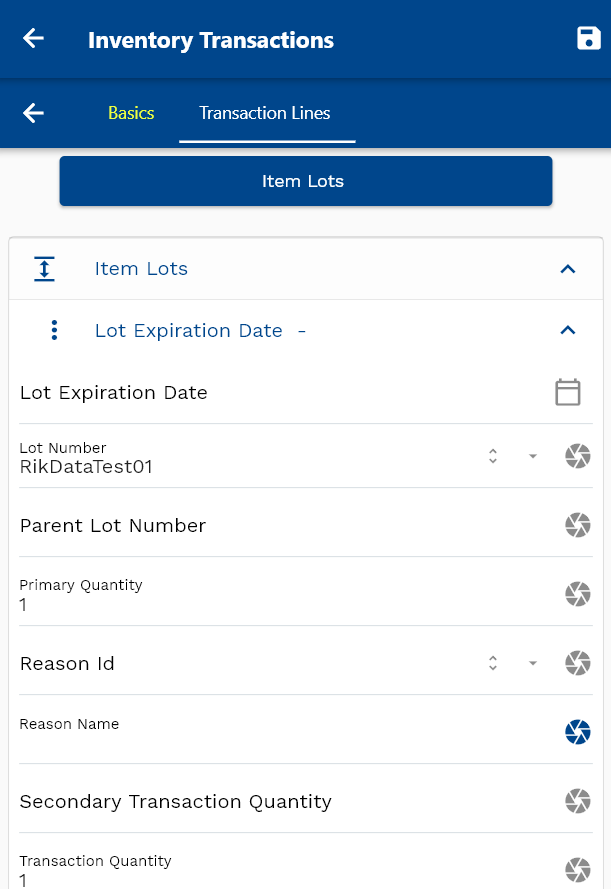 Inventory Transactions
Basics
Transaction Lines
Item Lots
Item Lots
Lot Expiration Date -
Lot Expiration Date
Lot Number
RikDataTest01
Parent Lot Number
Primary Quantity
1
Reason Id
Reason Name
Secondary Transaction Quantity
Transaction Quantity
1